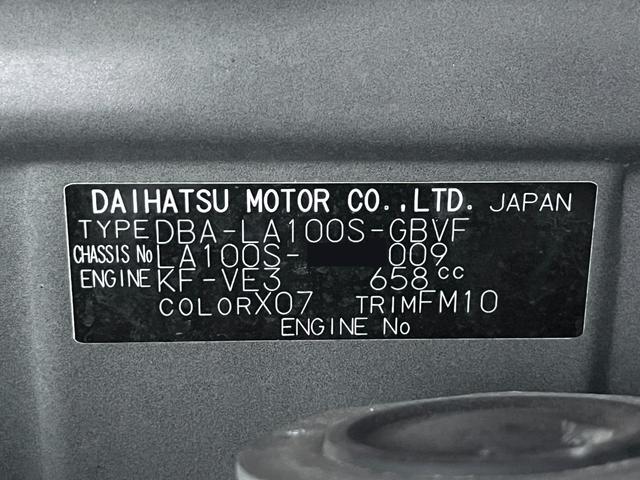 DAIHATSU MOTOR CO.,LTD. JAPAN
TYPE DBA-LA100S-GBVF
CHASSIS No LA100S- 009
ENGINE KF-VE3 658cc
COLOR X07 TRIM FM10
ENGINE No